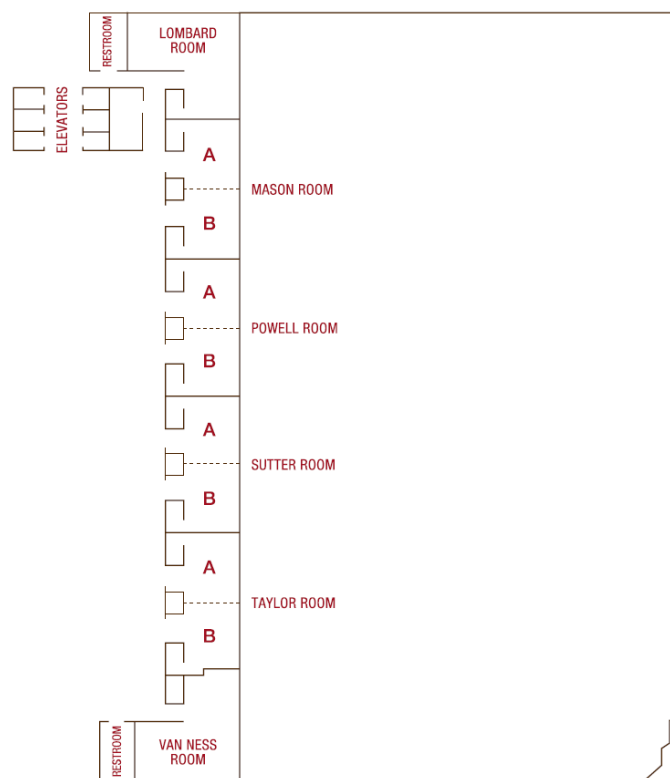 RESTROOM
LOMBARD
ROOM
ELEVATORS
A
MASON ROOM
B
A
POWELL ROOM
B
A
SUTTER ROOM
B
A
TAYLOR ROOM
B
RESTROOM
VAN NESS
ROOM